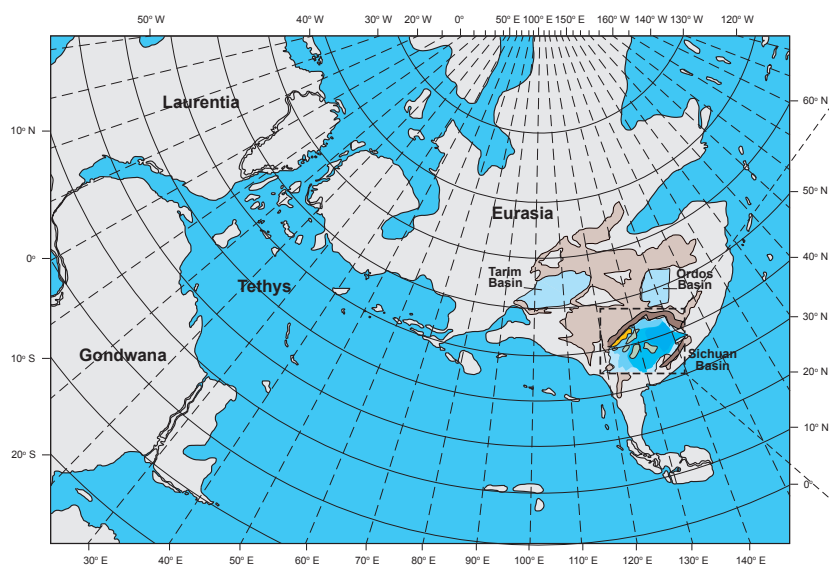 50° W
40° W
30° W
20 W
0°
50° E
100° E
150° E
160° W
140° W
130° W
120° W
60° N
Laurentia
10° N
50° N
Eurasia
40° N
0°
Tarim
Basin
Ordos
Basin
Tethys
30° N
Gondwana
10° S
Sichuan
Basin
20° N
10° N
20° S
0°
30° E
40° E
50° E
60° E
70° E
80° E
90° E
100° E
110° E
120° E
130° E
140° E